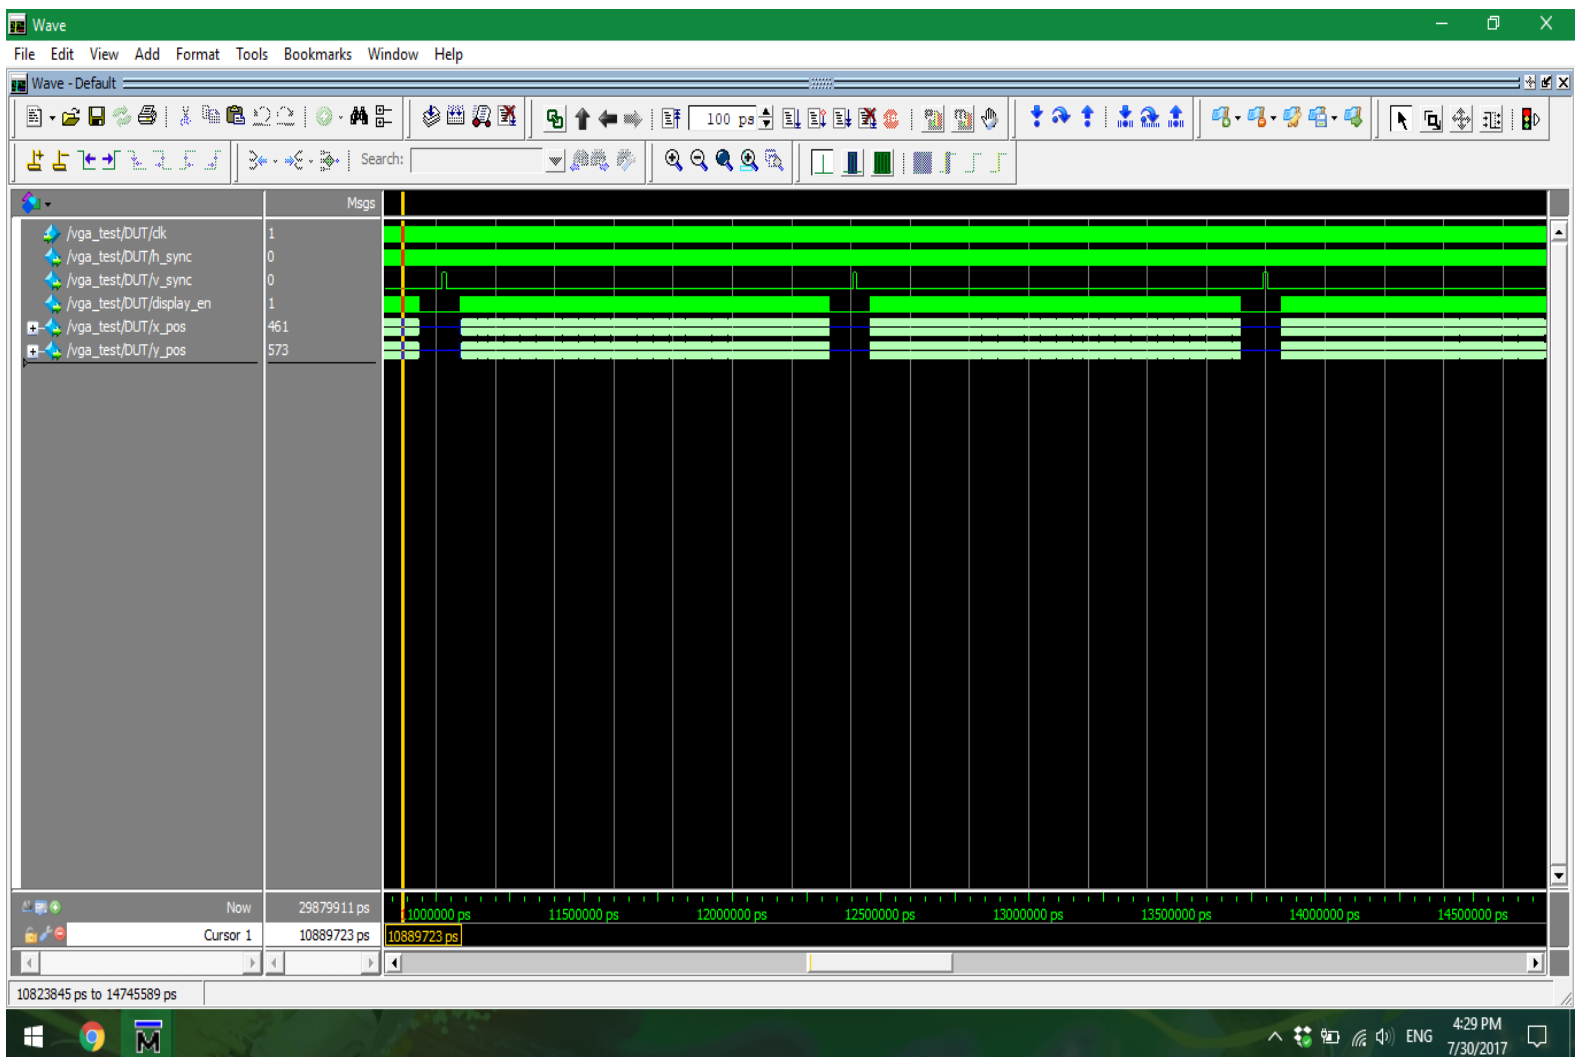 Wave
File Edit View Add Format Tools Bookmarks Window Help
Wave - Default
100 ps
Search:
Msgs
/vga_test/DUT/clk 1
/vga_test/DUT/h_sync 0
/vga_test/DUT/v_sync 0
/vga_test/DUT/display_en 1
/vga_test/DUT/x_pos 461
/vga_test/DUT/y_pos 573
Now 29879911 ps 11000000 ps 11500000 ps 12000000 ps 12500000 ps 13000000 ps 13500000 ps 14000000 ps 14500000 ps
Cursor 1 10889723 ps 10889723 ps
10823845 ps to 14745589 ps
ENG 4:29 PM
7/30/2017